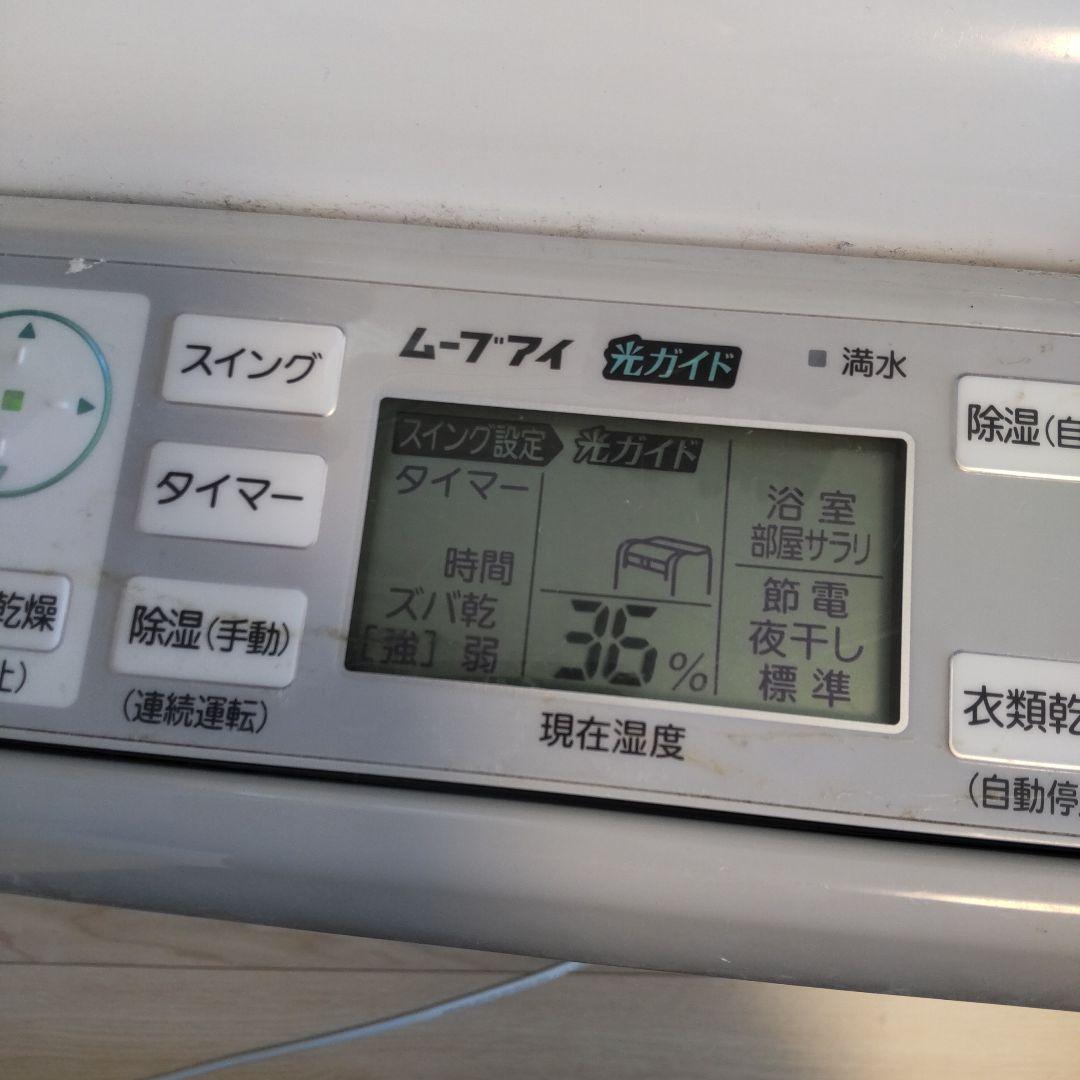 スイング
タイマー
乾燥
止)
除湿(手動)
(連続運転)
ムーブアイ
光ガイド
満水
スイング設定
光ガイド
タイマー
時間
ズバ乾
[強] 弱
36%
浴室
部屋サラリ
節電
夜干し
標準
現在湿度
除湿(自
衣類乾
(自動停